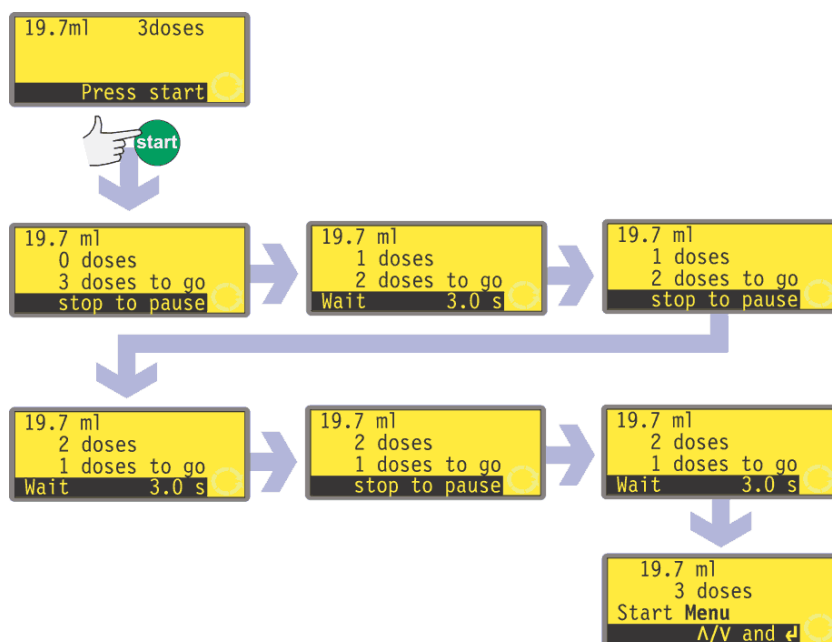 19.7ml 3doses
Press start
start
19.7 ml
0 doses
3 doses to go
stop to pause
19.7 ml
1 doses
2 doses to go
Wait 3.0 s
19.7 ml
1 doses
2 doses to go
stop to pause
19.7 ml
2 doses
1 doses to go
Wait 3.0 s
19.7 ml
2 doses
1 doses to go
stop to pause
19.7 ml
2 doses
1 doses to go
Wait 3.0 s
19.7 ml
3 doses
Start Menu
∧/∨ and ↲